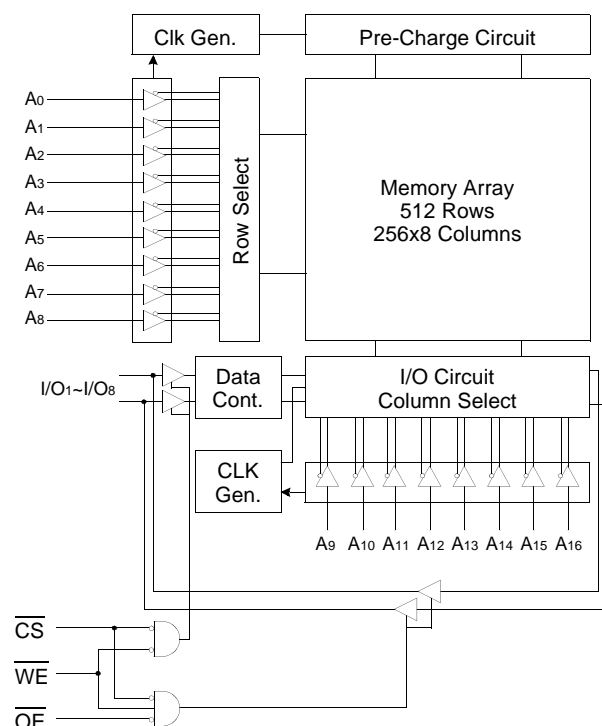 Clk Gen.
Pre-Charge Circuit
A0
A1
A2
A3
A4
A5
A6
A7
A8
Row Select
Memory Array
512 Rows
256x8 Columns
I/O1~I/O8
Data
Cont.
I/O Circuit
Column Select
CLK
Gen.
A9 A10 A11 A12 A13 A14 A15 A16
CS
WE
OE